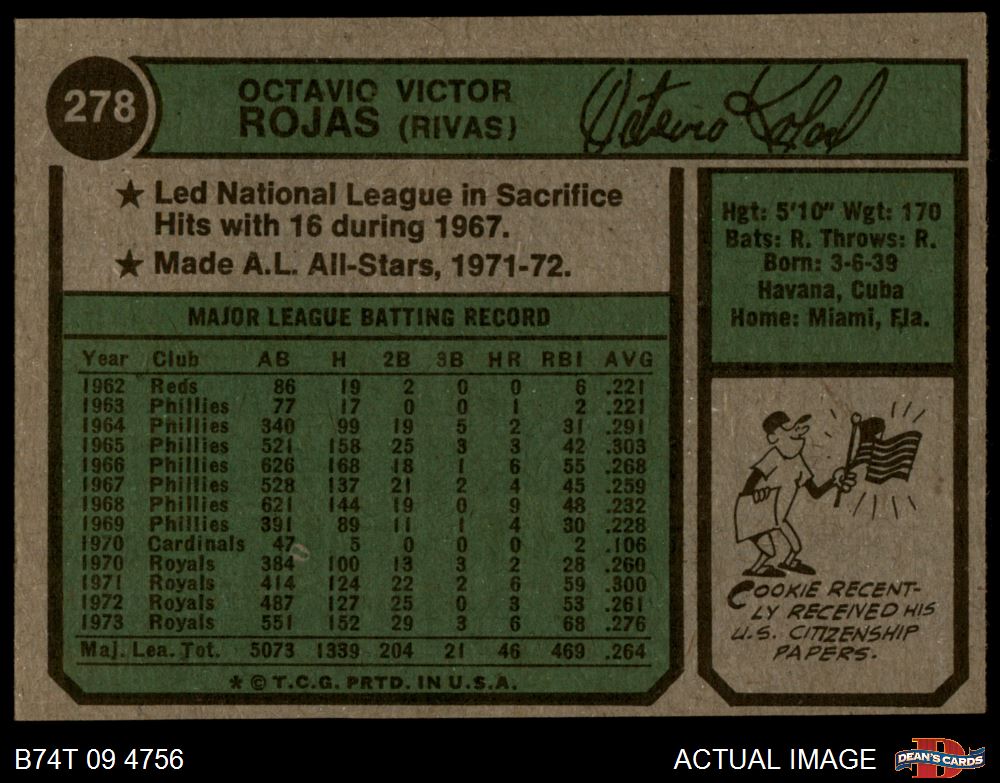 278
OCTAVIO VICTOR
ROJAS (RIVAS)
Octavio Rojas
★ Led National League in Sacrifice
Hits with 16 during 1967.
★ Made A.L. All-Stars, 1971-72.
Hgt: 5'10" Wgt: 170
Bats: R. Throws: R.
Born: 3-6-39
Havana, Cuba
Home: Miami, Fla.
MAJOR LEAGUE BATTING RECORD
Year Club AB H 2B 3B HR RBI AVG
1962 Reds 86 19 2 0 0 6 .221
1963 Phillies 77 17 0 0 1 2 .221
1964 Phillies 340 99 19 5 2 31 .291
1965 Phillies 521 158 25 3 3 42 .303
1966 Phillies 626 168 18 1 6 55 .268
1967 Phillies 528 137 21 2 4 45 .259
1968 Phillies 621 144 19 0 9 48 .232
1969 Phillies 391 89 11 1 4 30 .228
1970 Cardinals 47 5 0 0 0 2 .106
1970 Royals 384 100 13 3 2 28 .260
1971 Royals 414 124 22 2 6 59 .300
1972 Royals 487 127 25 0 3 53 .261
1973 Royals 551 152 29 3 6 68 .276
Maj. Lea. Tot. 5073 1339 204 21 46 469 .264
* © T.C.G. PRTD. IN U.S.A.
COOKIE RECENT-
LY RECEIVED HIS
U.S. CITIZENSHIP
PAPERS.
B74T 09 4756
ACTUAL IMAGE
D
DEAN'S CARDS